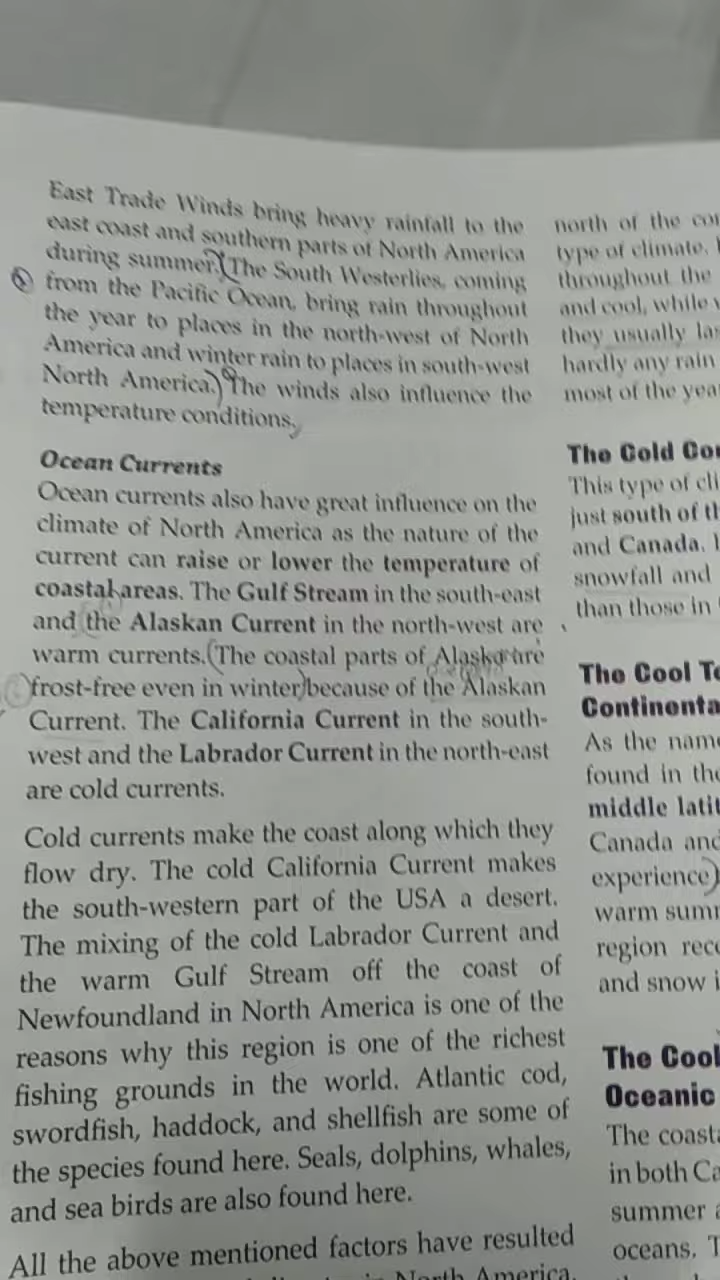 East Trade Winds bring heavy rainfall to the
east coast and southern parts of North America
during summer. The South Westerlies, coming
from the Pacific Ocean, bring rain throughout
the year to places in the north-west of North
America and winter rain to places in south-west
North America. The winds also influence the
temperature conditions.
Ocean Currents
Ocean currents also have great influence on the
climate of North America as the nature of the
current can raise or lower the temperature of
coastal areas. The Gulf Stream in the south-east
and the Alaskan Current in the north-west are
warm currents. The coastal parts of Alaska are
frost-free even in winter because of the Alaskan
Current. The California Current in the south-
west and the Labrador Current in the north-east
are cold currents.
Cold currents make the coast along which they
flow dry. The cold California Current makes
the south-western part of the USA a desert.
The mixing of the cold Labrador Current and
the warm Gulf Stream off the coast of
Newfoundland in North America is one of the
reasons why this region is one of the richest
fishing grounds in the world. Atlantic cod,
swordfish, haddock, and shellfish are some of
the species found here. Seals, dolphins, whales,
and sea birds are also found here.
All the above mentioned factors have resulted
in North America.
north of the
type of climate.
throughout the
and cool, while
they usually
hardly any rain
most of the
The Cold
This type of
just south of
and Canada.
snowfall and
than those in
The Cool
As the
found in the
middle
Canada and
experience)
warm
region
and snow
The Cool
Oceanic
The
in both
summer
oceans.